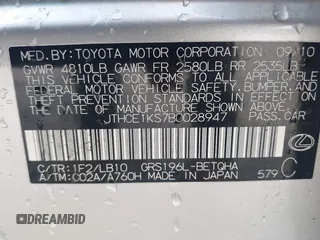 MFD. BY: TOYOTA MOTOR CORPORATION 09/10
GVWR 4810LB GAWR FR 2580LB RR 2535LB
THIS VEHICLE CONFORMS TO ALL APPLICABLE
FEDERAL MOTOR VEHICLE SAFETY, BUMPER, AND
THEFT PREVENTION STANDARDS IN EFFECT ON
THE DATE OF MANUFACTURE SHOWN ABOVE.
JTHCE1KS7B0028947 PASS. CAR
C/TR: 1F2/LB10 GRS196L-BETQHA
A/TM: C02A/A760H MADE IN JAPAN 579 C
autobidcar